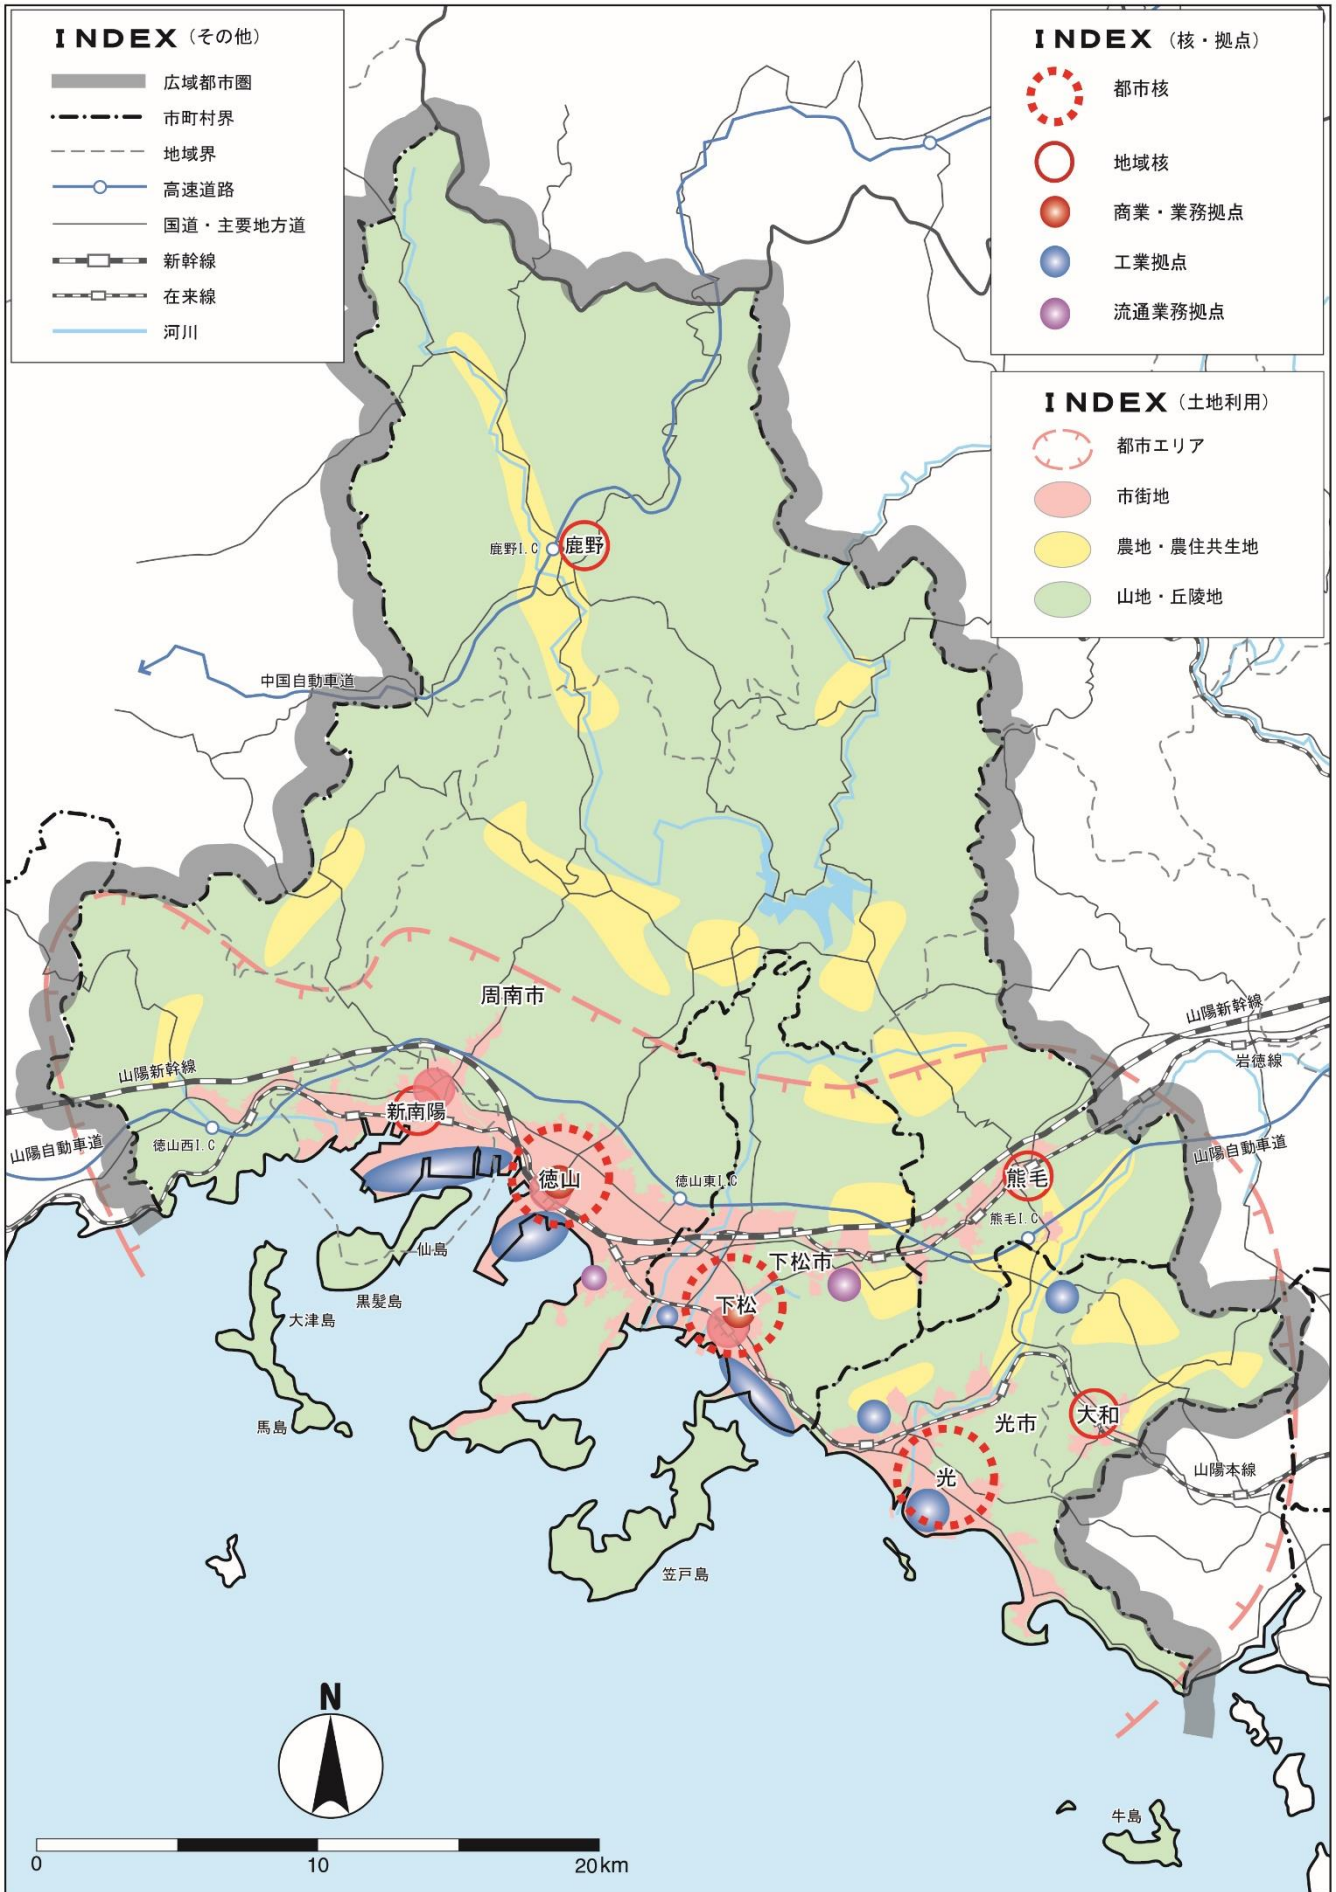 INDEX（その他）
広域都市圏
市町村界
地域界
高速道路
国道・主要地方道
新幹線
在来線
河川
INDEX（核・拠点）
都市核
地域核
商業・業務拠点
工業拠点
流通業務拠点
INDEX（土地利用）
都市エリア
市街地
農地・農住共生地
山地・丘陵地
鹿野I.C
鹿野
中国自動車道
周南市
山陽新幹線
岩徳線
山陽新幹線
新南陽
徳山西I.C
山陽自動車道
山陽自動車道
徳山
徳山東I.C
熊毛
熊毛I.C
仙島
黒髪島
大津島
馬島
下松市
下松
大和
光市
光
山陽本線
笠戸島
牛島
N
0
10
20km